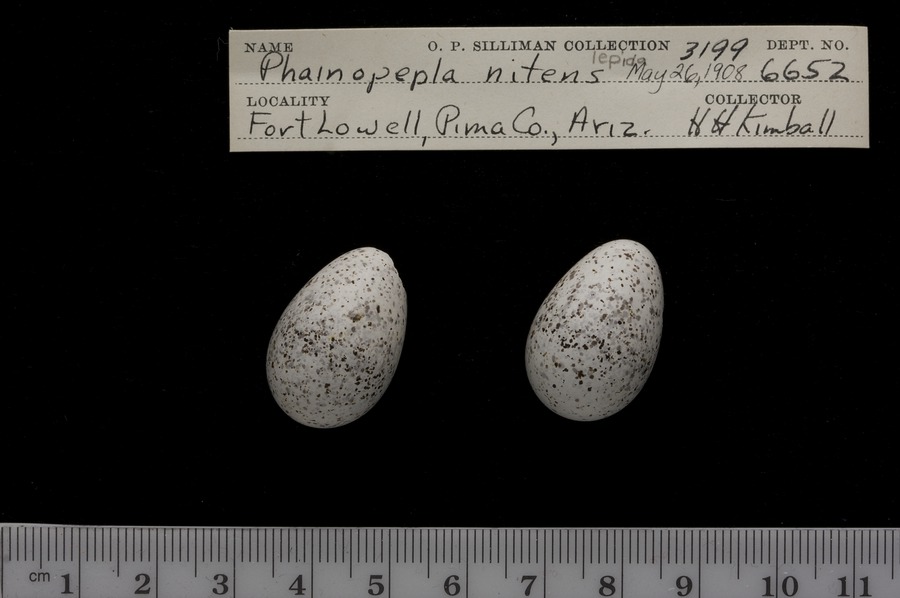 NAME O. P. SILLIMAN COLLECTION 3199 DEPT. NO.
lepida
Phainopepla nitens May 26, 1908 6652
LOCALITY COLLECTOR
Fort Lowell, Pima Co., Ariz. H H Kimball
cm 1 2 3 4 5 6 7 8 9 10 11